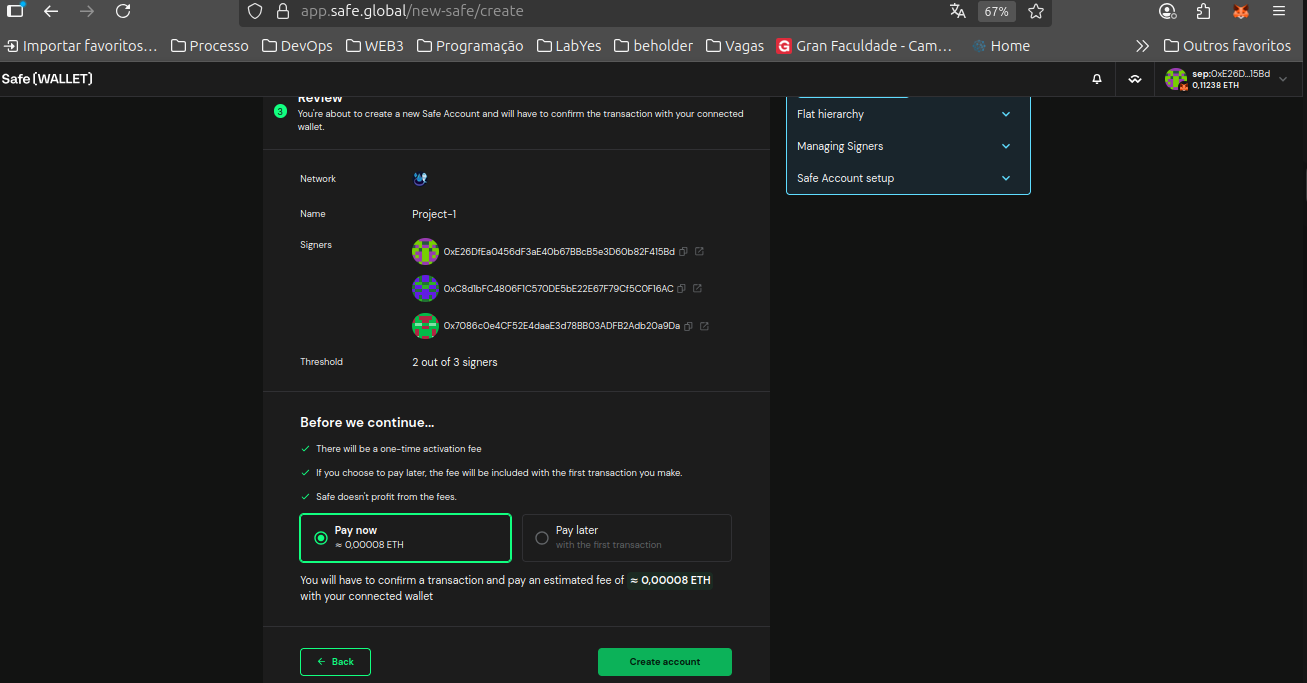 app.safe.global/new-safe/create
67%
Importar favoritos…
Processo
DevOps
WEB3
Programação
LabYes
beholder
Vagas
G Gran Faculdade - Cam…
Home
Outros favoritos
Safe{WALLET}
sep:0xE26D...15Bd
0,11238 ETH
3
Review
You're about to create a new Safe Account and will have to confirm the transaction with your connected
wallet.
Network
Name
Project-1
Signers
0xE26DfEa0456dF3aE40b67BBcB5e3D60b82F415Bd
0xC8d1bFC4806F1C570DE5bE22E67F79Cf5C0F16AC
0x7086c0e4CF52E4daaE3d78BB03ADFB2Adb20a9Da
Threshold
2 out of 3 signers
Before we continue...
There will be a one-time activation fee
If you choose to pay later, the fee will be included with the first transaction you make.
Safe doesn't profit from the fees.
Pay now
≈ 0,00008 ETH
Pay later
with the first transaction
You will have to confirm a transaction and pay an estimated fee of ≈ 0,00008 ETH
with your connected wallet
Back
Create account
Flat hierarchy
Managing Signers
Safe Account setup